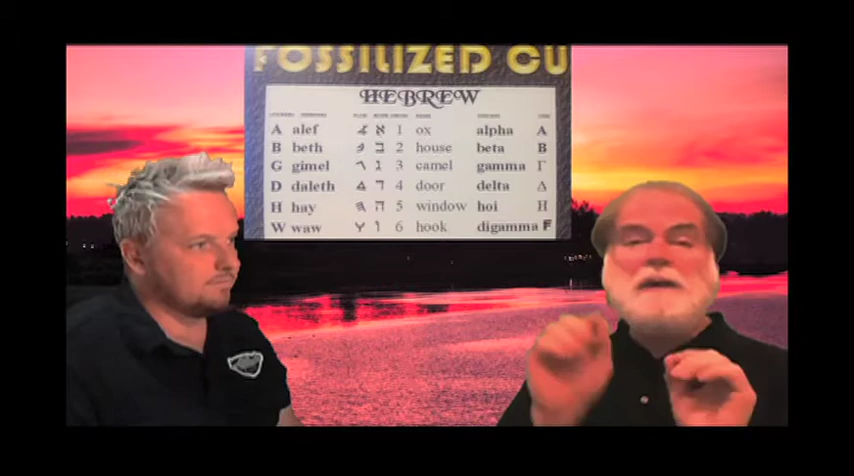 FOSSILIZED CU
HEBREW
A alef א 1 ox alpha A
B beth ב 2 house beta B
G gimel ג 3 camel gamma Γ
D daleth ד 4 door delta Δ
H hay ה 5 window hoi H
W waw ו 6 hook digamma F